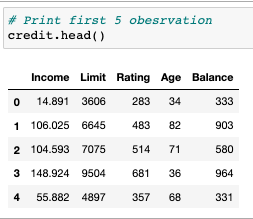 # Print first 5 obesrvation
credit.head()
Income Limit Rating Age Balance
0 14.891 3606 283 34 333
1 106.025 6645 483 82 903
2 104.593 7075 514 71 580
3 148.924 9504 681 36 964
4 55.882 4897 357 68 331